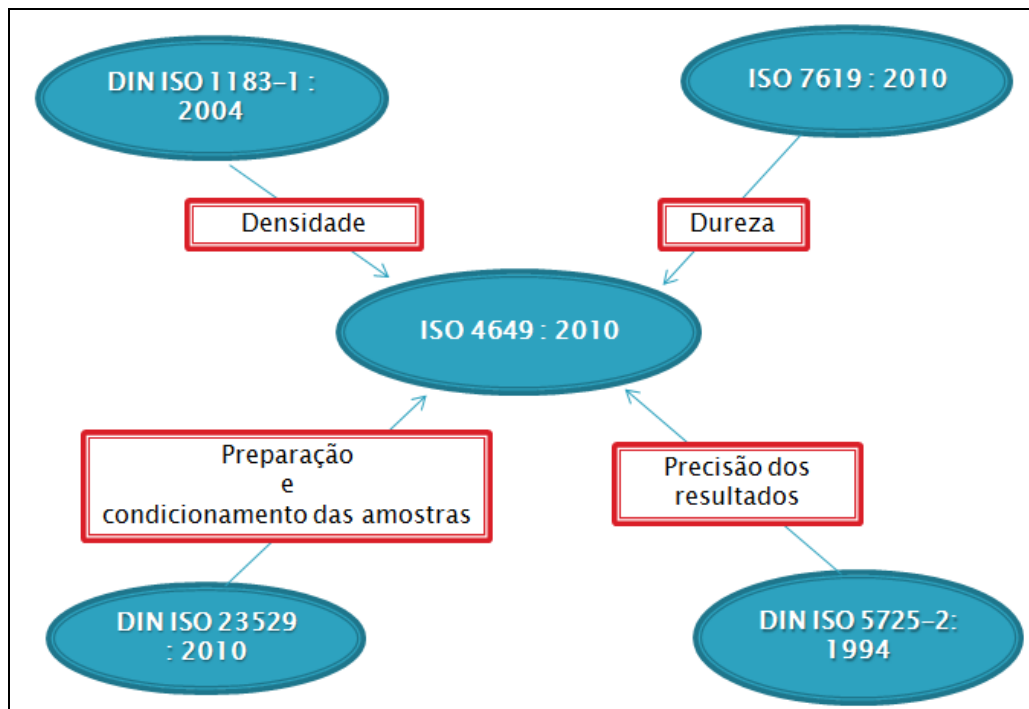 DIN ISO 1183-1 :
2004
ISO 7619 : 2010
Densidade
Dureza
ISO 4649 : 2010
Preparação
e
condicionamento das amostras
Precisão dos
resultados
DIN ISO 23529
: 2010
DIN ISO 5725-2:
1994